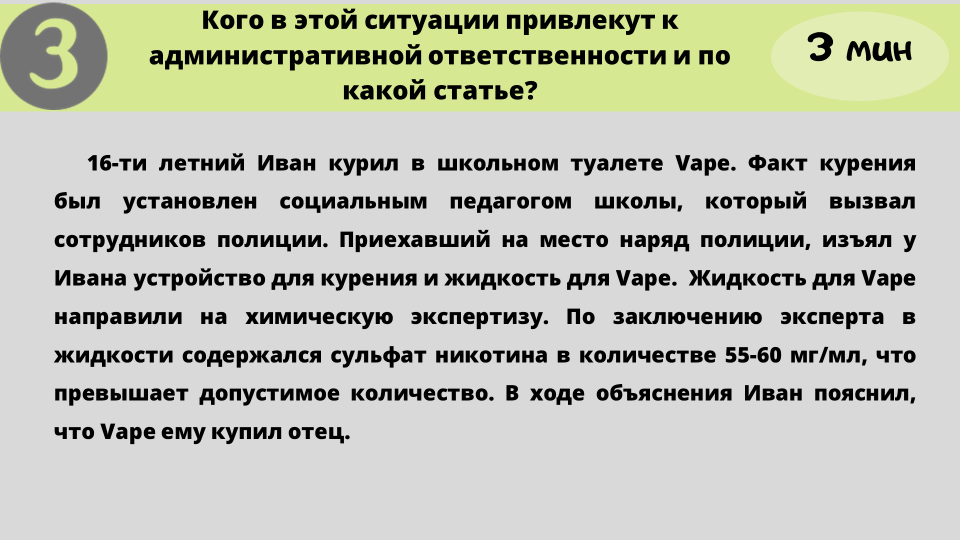 3
Кого в этой ситуации привлекут к
административной ответственности и по
какой статье?
3 мин
16-ти летний Иван курил в школьном туалете Vape. Факт курения
был установлен социальным педагогом школы, который вызвал
сотрудников полиции. Приехавший на место наряд полиции, изъял у
Ивана устройство для курения и жидкость для Vape. Жидкость для Vape
направили на химическую экспертизу. По заключению эксперта в
жидкости содержался сульфат никотина в количестве 55-60 мг/мл, что
превышает допустимое количество. В ходе объяснения Иван пояснил,
что Vape ему купил отец.